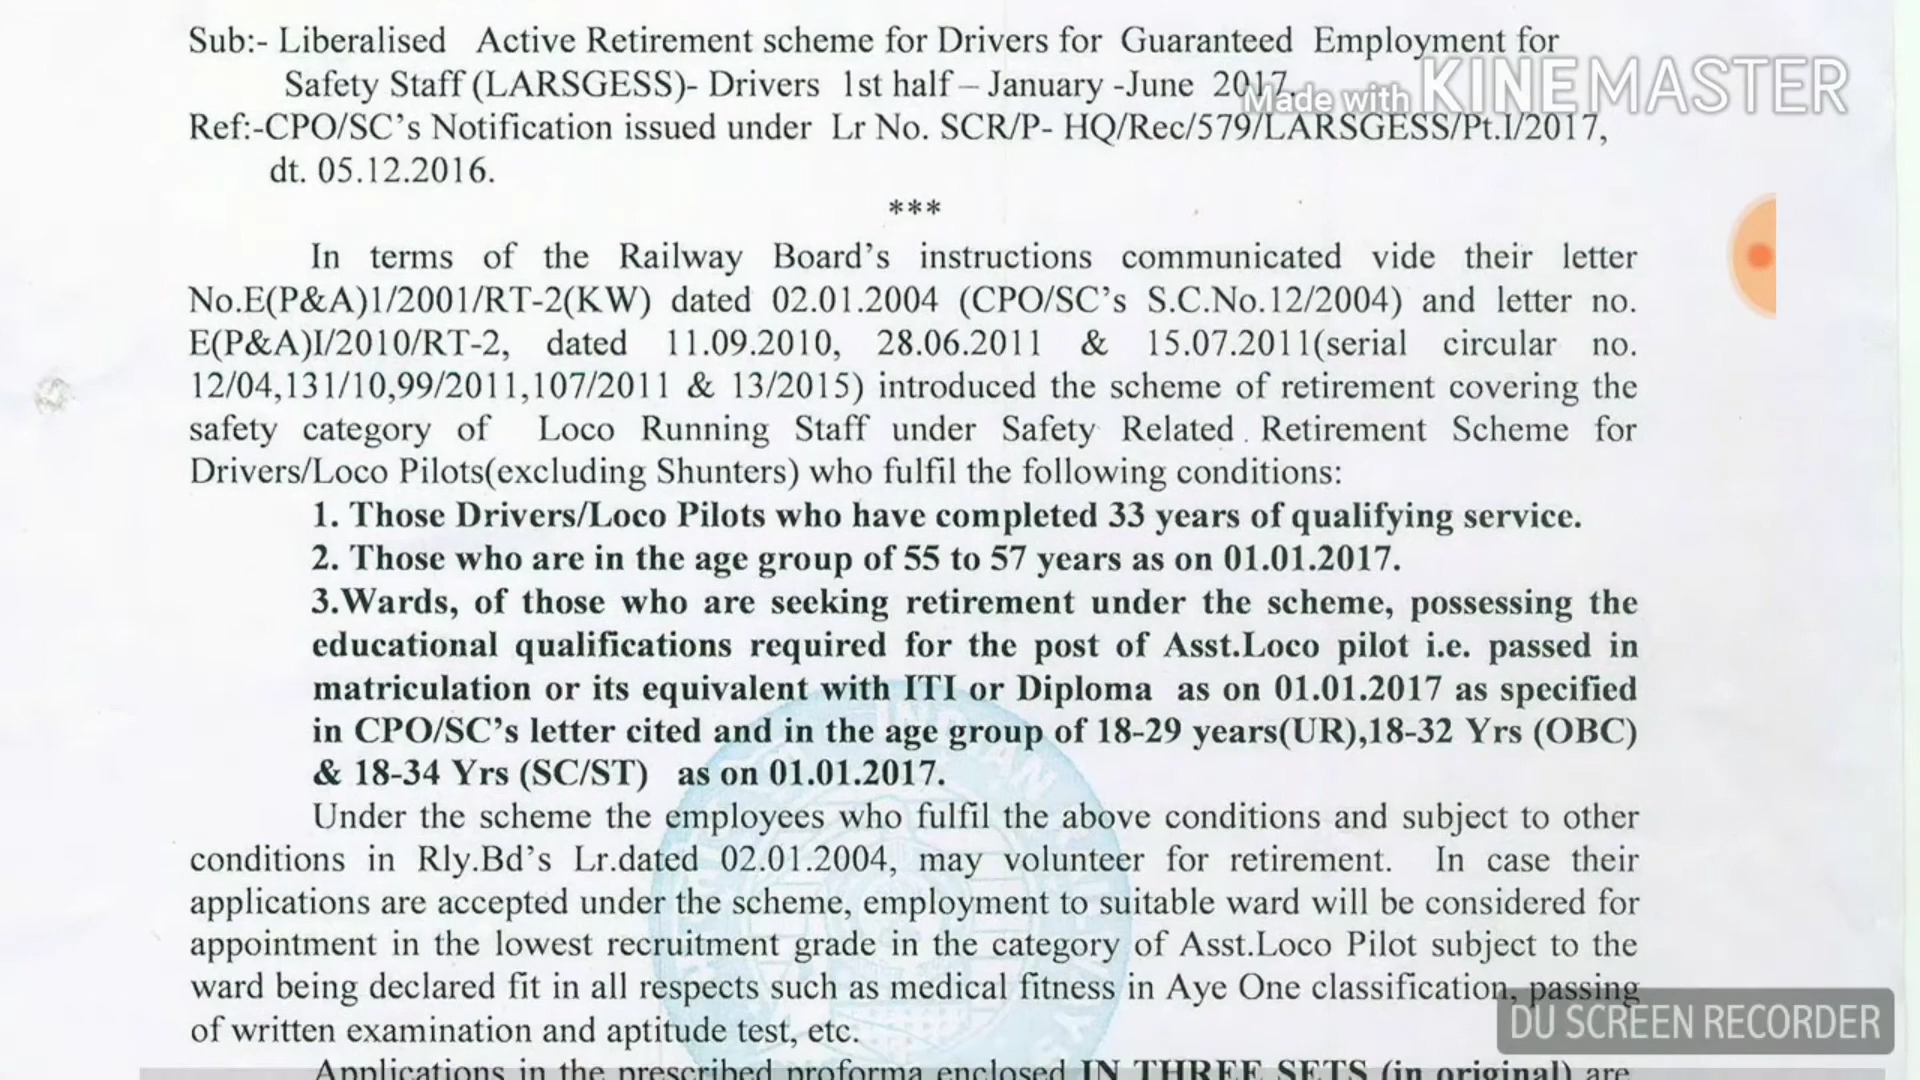 Sub:- Liberalised Active Retirement scheme for Drivers for Guaranteed Employment for
Safety Staff (LARSGESS)- Drivers 1st half – January -June 2017.
Made with KINEMASTER
Ref:-CPO/SC's Notification issued under Lr No. SCR/P- HQ/Rec/579/LARSGESS/Pt.I/2017,
dt. 05.12.2016.
***
In terms of the Railway Board's instructions communicated vide their letter
No.E(P&A)1/2001/RT-2(KW) dated 02.01.2004 (CPO/SC's S.C.No.12/2004) and letter no.
E(P&A)I/2010/RT-2, dated 11.09.2010, 28.06.2011 & 15.07.2011(serial circular no.
12/04,131/10,99/2011,107/2011 & 13/2015) introduced the scheme of retirement covering the
safety category of Loco Running Staff under Safety Related Retirement Scheme for
Drivers/Loco Pilots(excluding Shunters) who fulfil the following conditions:
1. Those Drivers/Loco Pilots who have completed 33 years of qualifying service.
2. Those who are in the age group of 55 to 57 years as on 01.01.2017.
3.Wards, of those who are seeking retirement under the scheme, possessing the
educational qualifications required for the post of Asst.Loco pilot i.e. passed in
matriculation or its equivalent with ITI or Diploma as on 01.01.2017 as specified
in CPO/SC's letter cited and in the age group of 18-29 years(UR),18-32 Yrs (OBC)
& 18-34 Yrs (SC/ST) as on 01.01.2017.
Under the scheme the employees who fulfil the above conditions and subject to other
conditions in Rly.Bd's Lr.dated 02.01.2004, may volunteer for retirement. In case their
applications are accepted under the scheme, employment to suitable ward will be considered for
appointment in the lowest recruitment grade in the category of Asst.Loco Pilot subject to the
ward being declared fit in all respects such as medical fitness in Aye One classification, passing
of written examination and aptitude test, etc.
DU SCREEN RECORDER
Applications in the prescribed proforma enclosed IN THREE SETS (in original) are